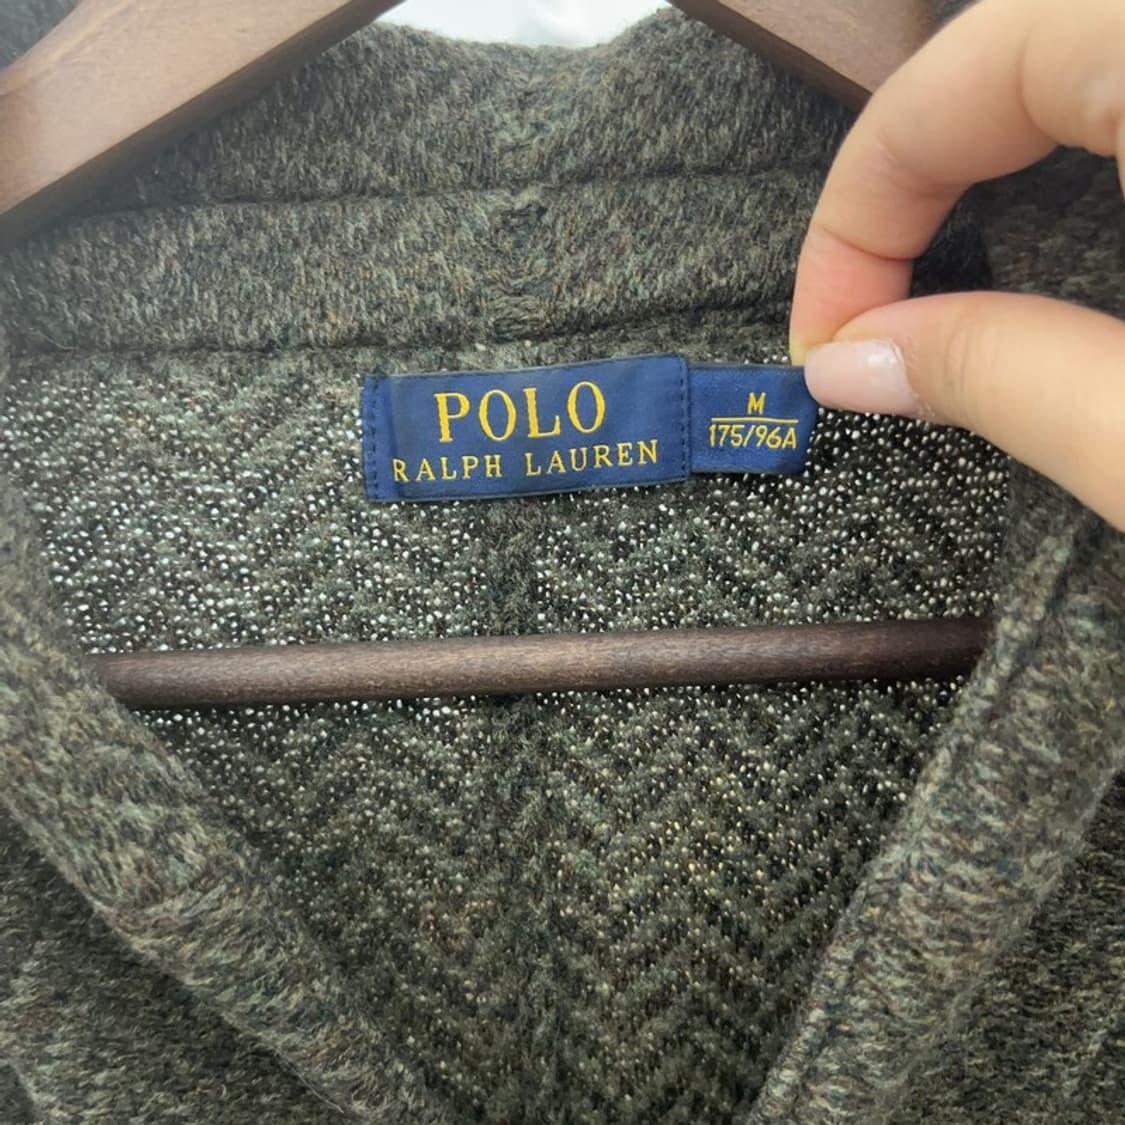 POLO
RALPH LAUREN
M
175/96A